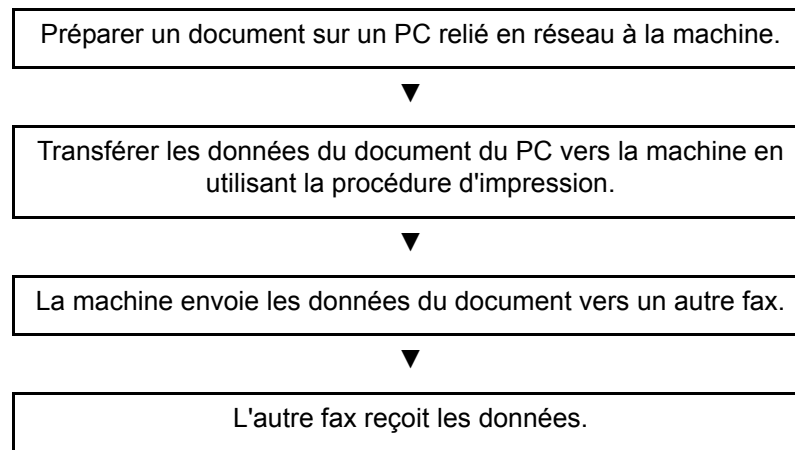 Préparer un document sur un PC relié en réseau à la machine.
▼
Transférer les données du document du PC vers la machine en
utilisant la procédure d'impression.
▼
La machine envoie les données du document vers un autre fax.
▼
L'autre fax reçoit les données.